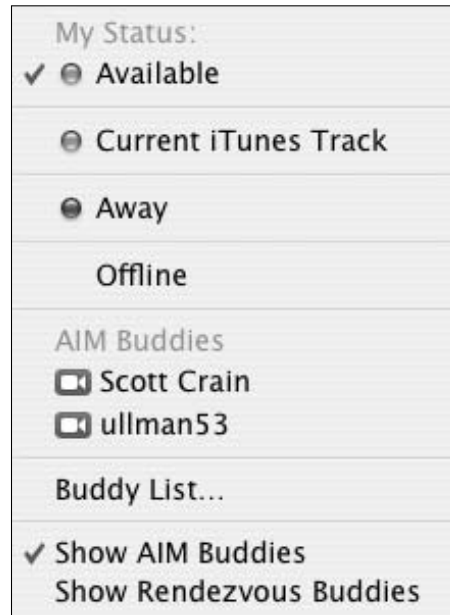 My Status:
Available
Current iTunes Track
Away
Offline
AIM Buddies
Scott Crain
ullman53
Buddy List...
Show AIM Buddies
Show Rendezvous Buddies